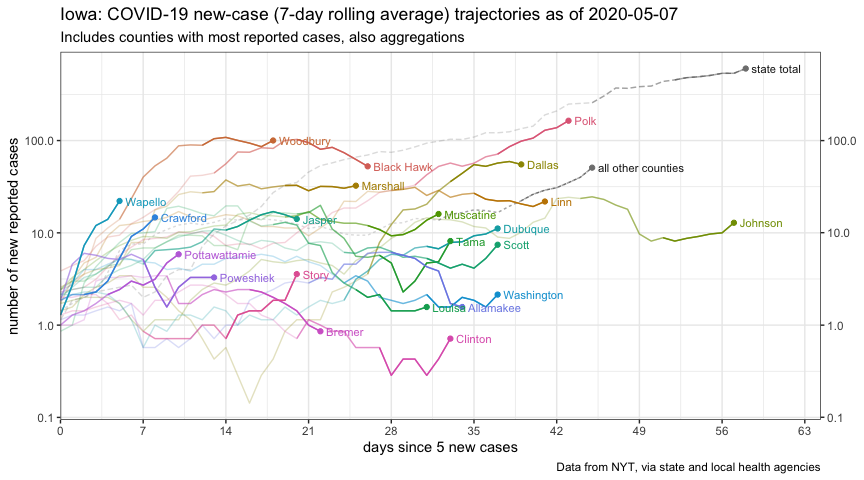 Iowa: COVID-19 new-case (7-day rolling average) trajectories as of 2020-05-07
Includes counties with most reported cases, also aggregations
number of new reported cases
100.0
10.0
1.0
0.1
100.0
10.0
1.0
0.1
state total
Polk
Woodbury
Black Hawk
Dallas
all other counties
Marshall
Wapello
Linn
Crawford
Jasper
Muscatine
Johnson
Dubuque
Tama
Scott
Pottawattamie
Poweshiek
Story
Washington
Louisa
Allamakee
Bremer
Clinton
0 7 14 21 28 35 42 49 56 63
days since 5 new cases
Data from NYT, via state and local health agencies